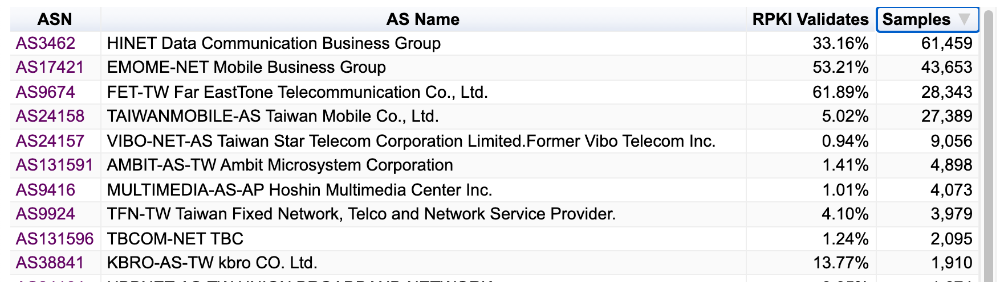 ASN AS Name RPKI Validates Samples
AS3462 HINET Data Communication Business Group 33.16% 61,459
AS17421 EMOME-NET Mobile Business Group 53.21% 43,653
AS9674 FET-TW Far EastTone Telecommunication Co., Ltd. 61.89% 28,343
AS24158 TAIWANMOBILE-AS Taiwan Mobile Co., Ltd. 5.02% 27,389
AS24157 VIBO-NET-AS Taiwan Star Telecom Corporation Limited.Former Vibo Telecom Inc. 0.94% 9,056
AS131591 AMBIT-AS-TW Ambit Microsystem Corporation 1.41% 4,898
AS9416 MULTIMEDIA-AS-AP Hoshin Multimedia Center Inc. 1.01% 4,073
AS9924 TFN-TW Taiwan Fixed Network, Telco and Network Service Provider. 4.10% 3,979
AS131596 TBCOM-NET TBC 1.24% 2,095
AS38841 KBRO-AS-TW kbro CO. Ltd. 13.77% 1,910